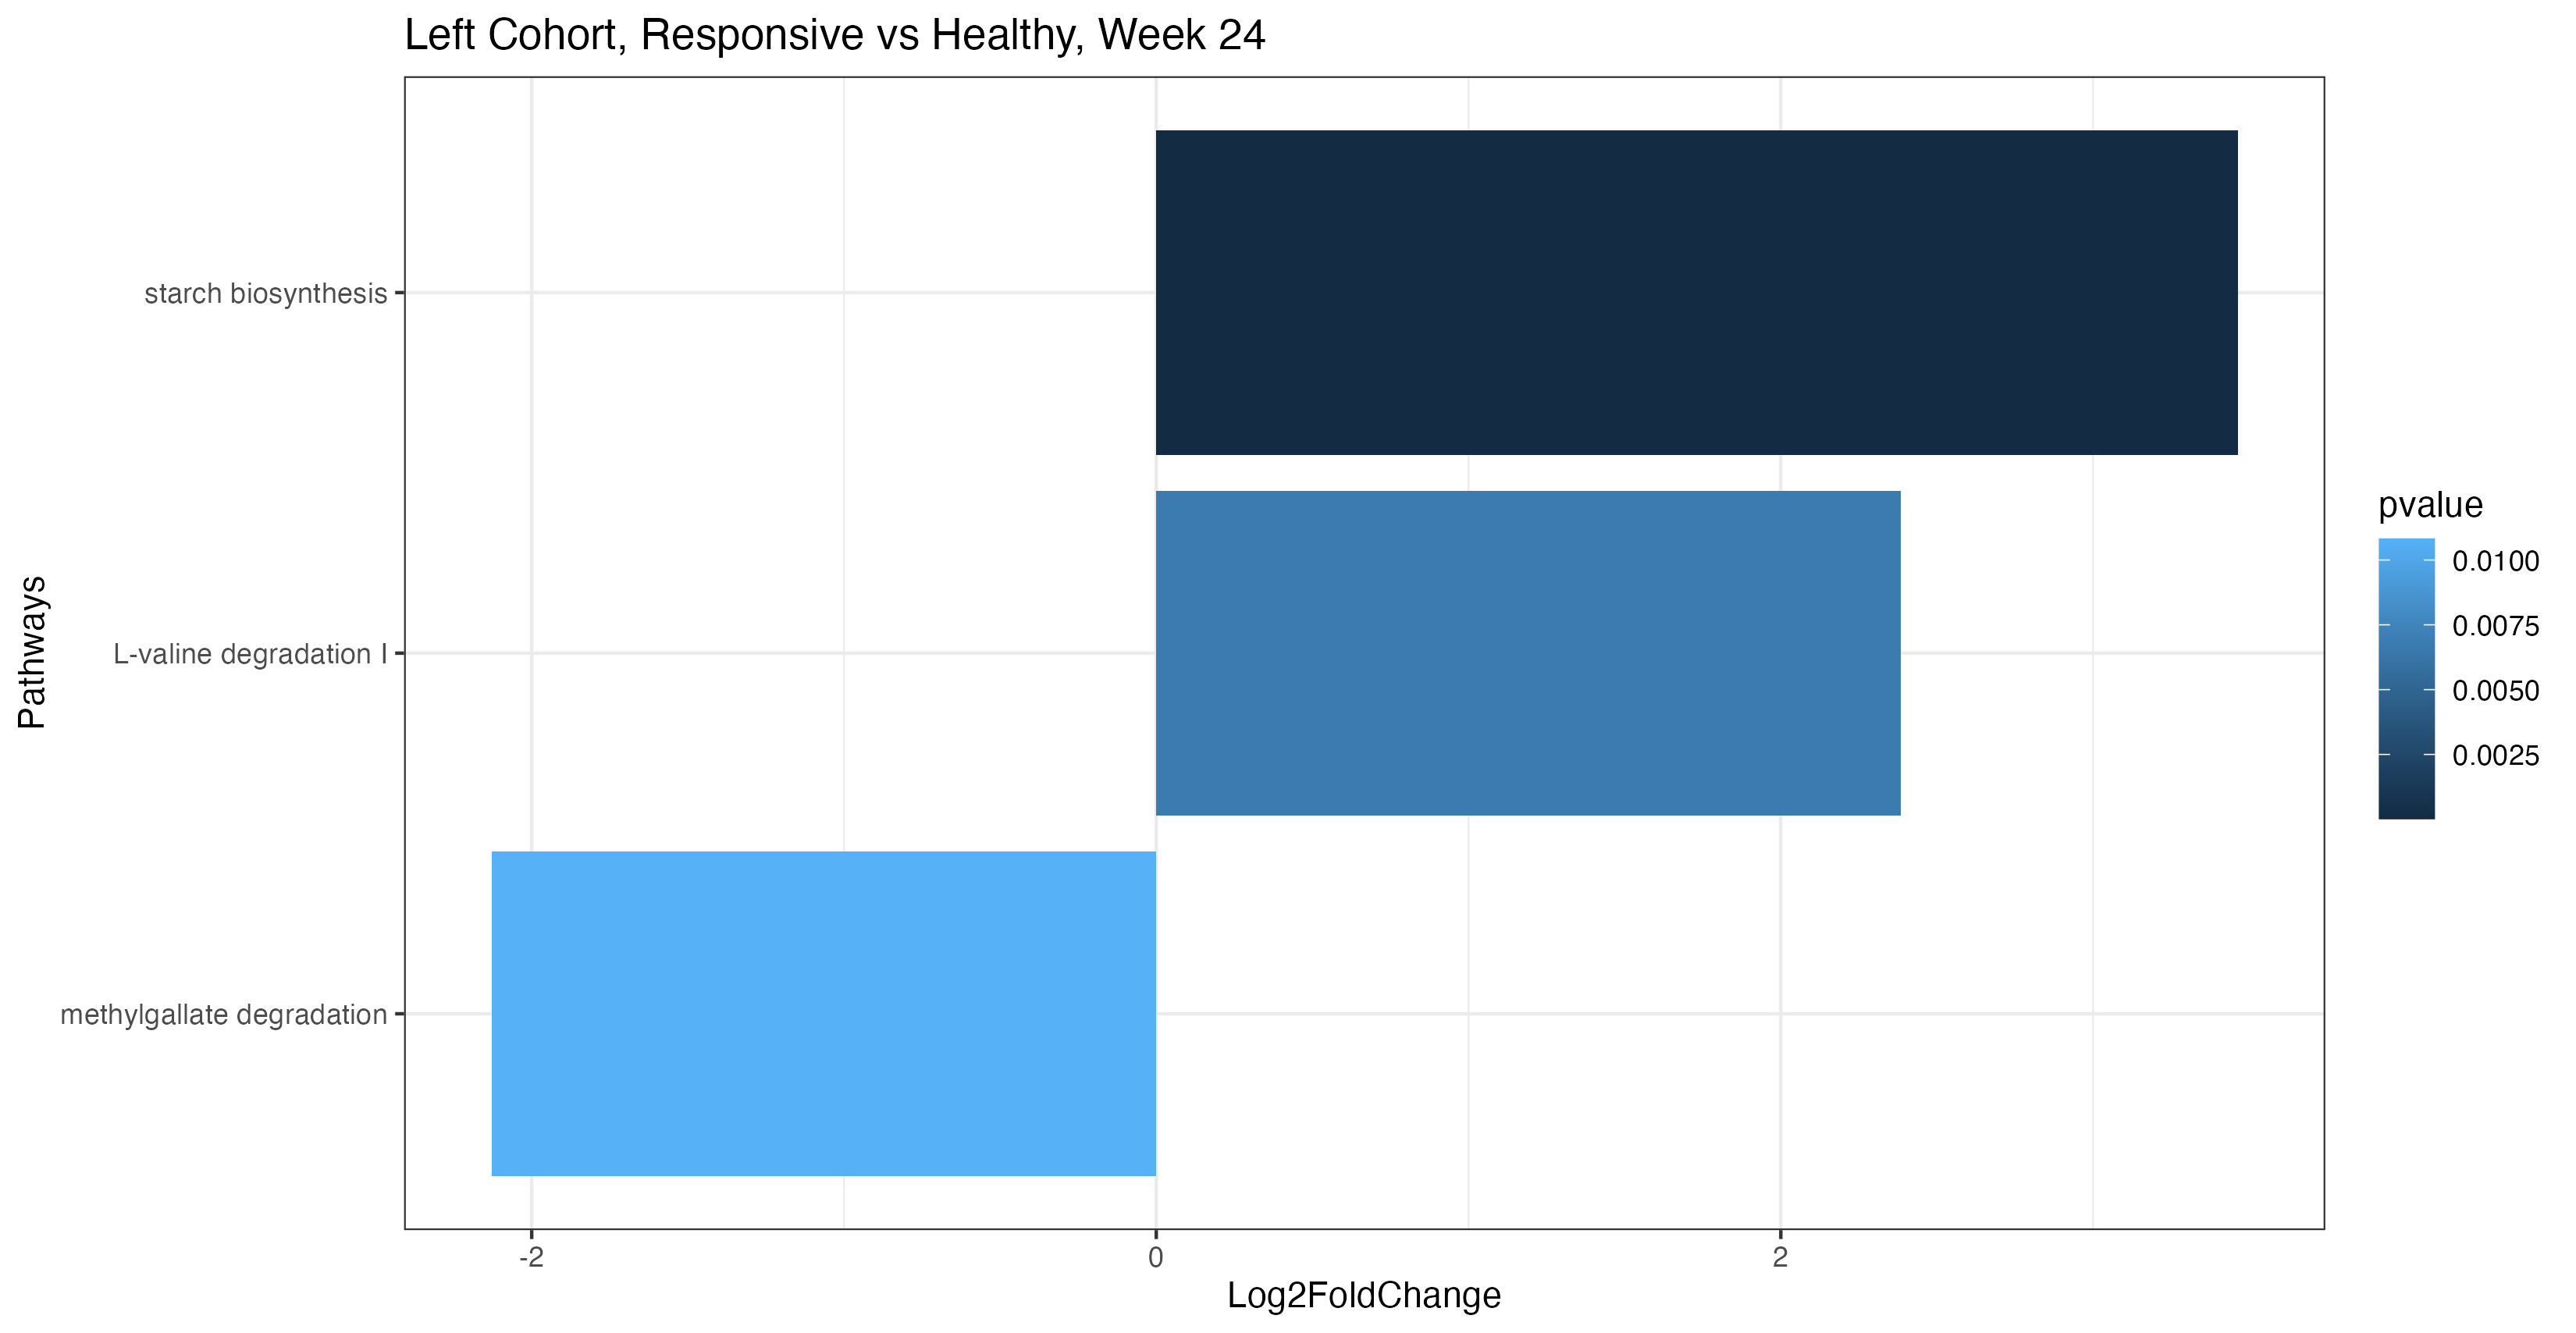 Left Cohort, Responsive vs Healthy, Week 24
Pathways
starch biosynthesis
L-valine degradation I
methylgallate degradation
-2
0
2
Log2FoldChange
pvalue
0.0100
0.0075
0.0050
0.0025